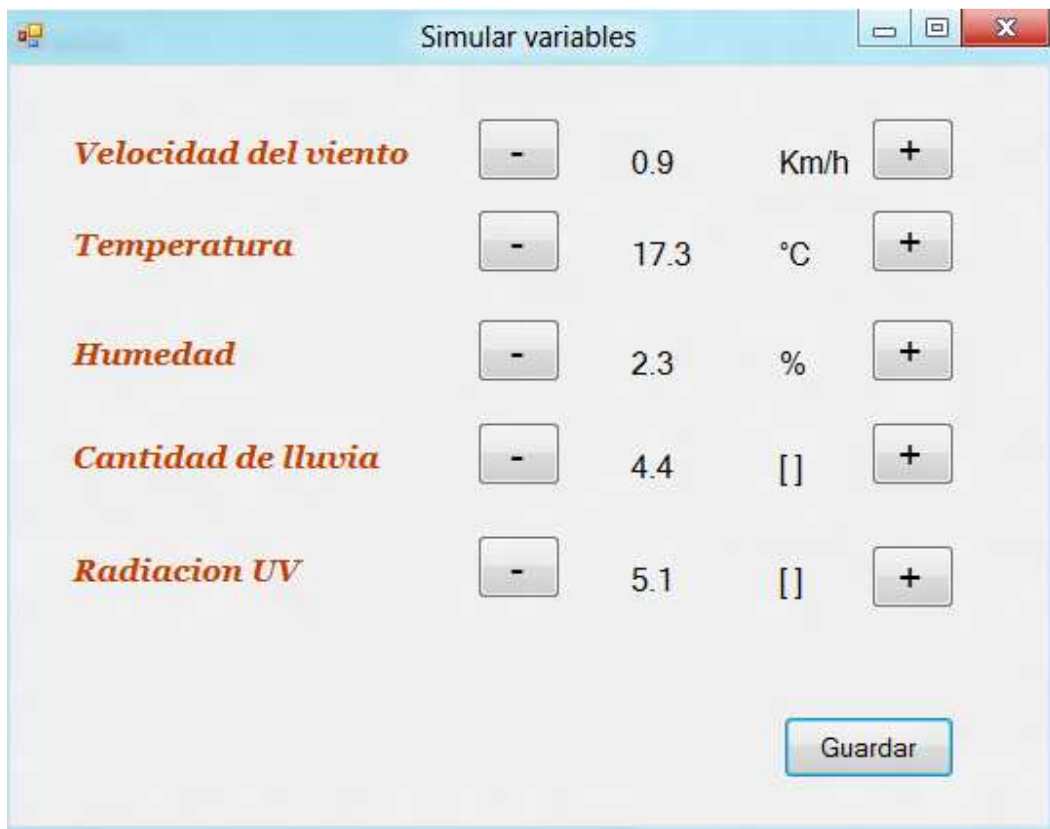 Simular variables
Velocidad del viento - 0.9 Km/h +
Temperatura - 17.3 °C +
Humedad - 2.3 % +
Cantidad de lluvia - 4.4 [ ] +
Radiacion UV - 5.1 [ ] +
Guardar